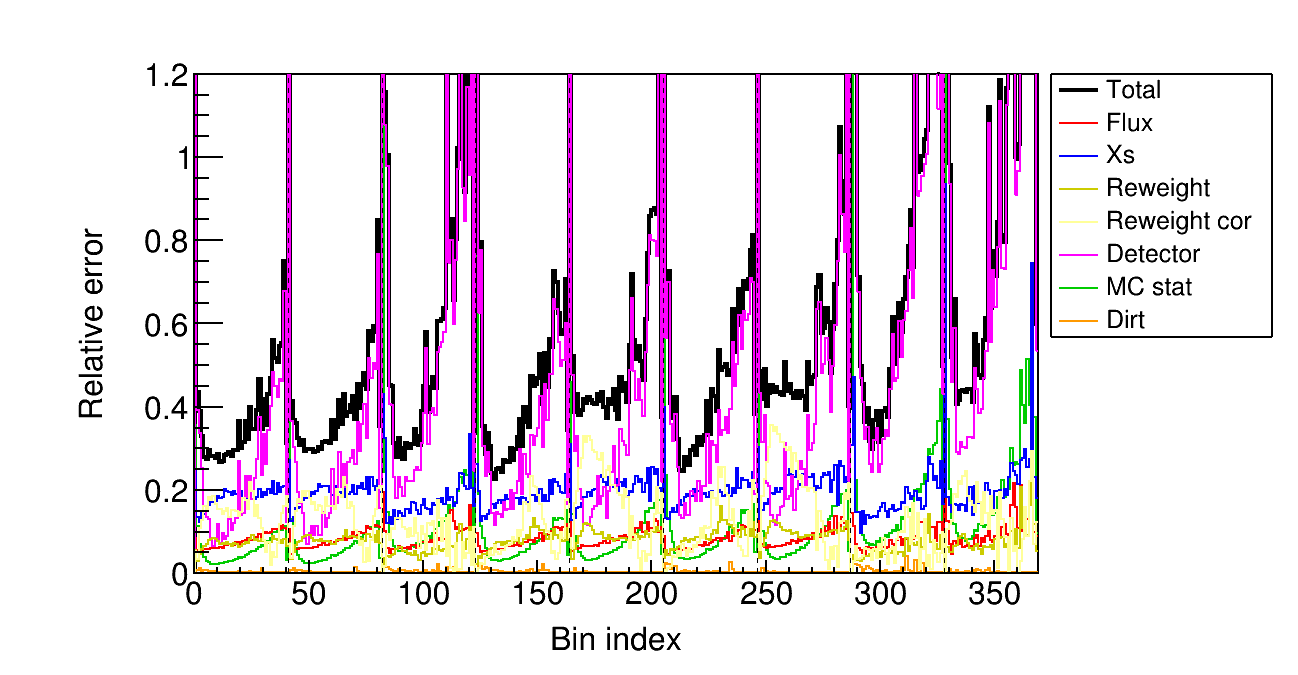 1.2
1
0.8
0.6
0.4
0.2
0
0 50 100 150 200 250 300 350
Relative error
Bin index
Total
Flux
Xs
Reweight
Reweight cor
Detector
MC stat
Dirt